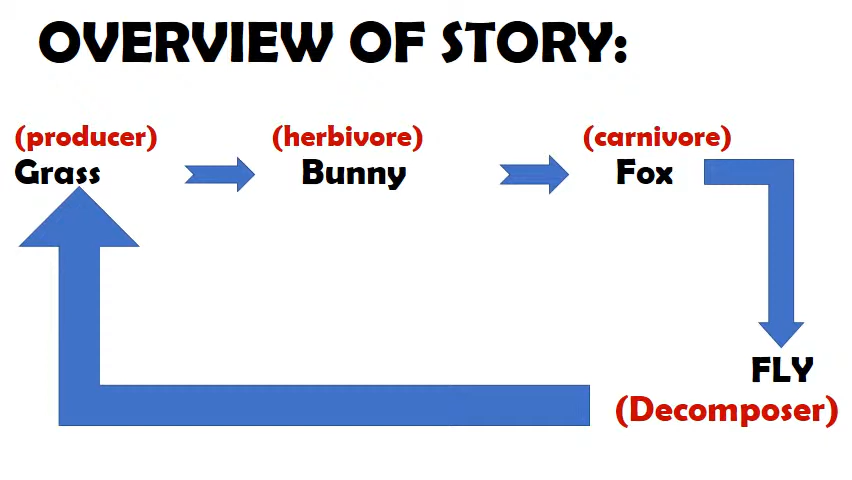 OVERVIEW OF STORY:
(producer) (herbivore) (carnivore)
Grass Bunny Fox
FLY
(Decomposer)